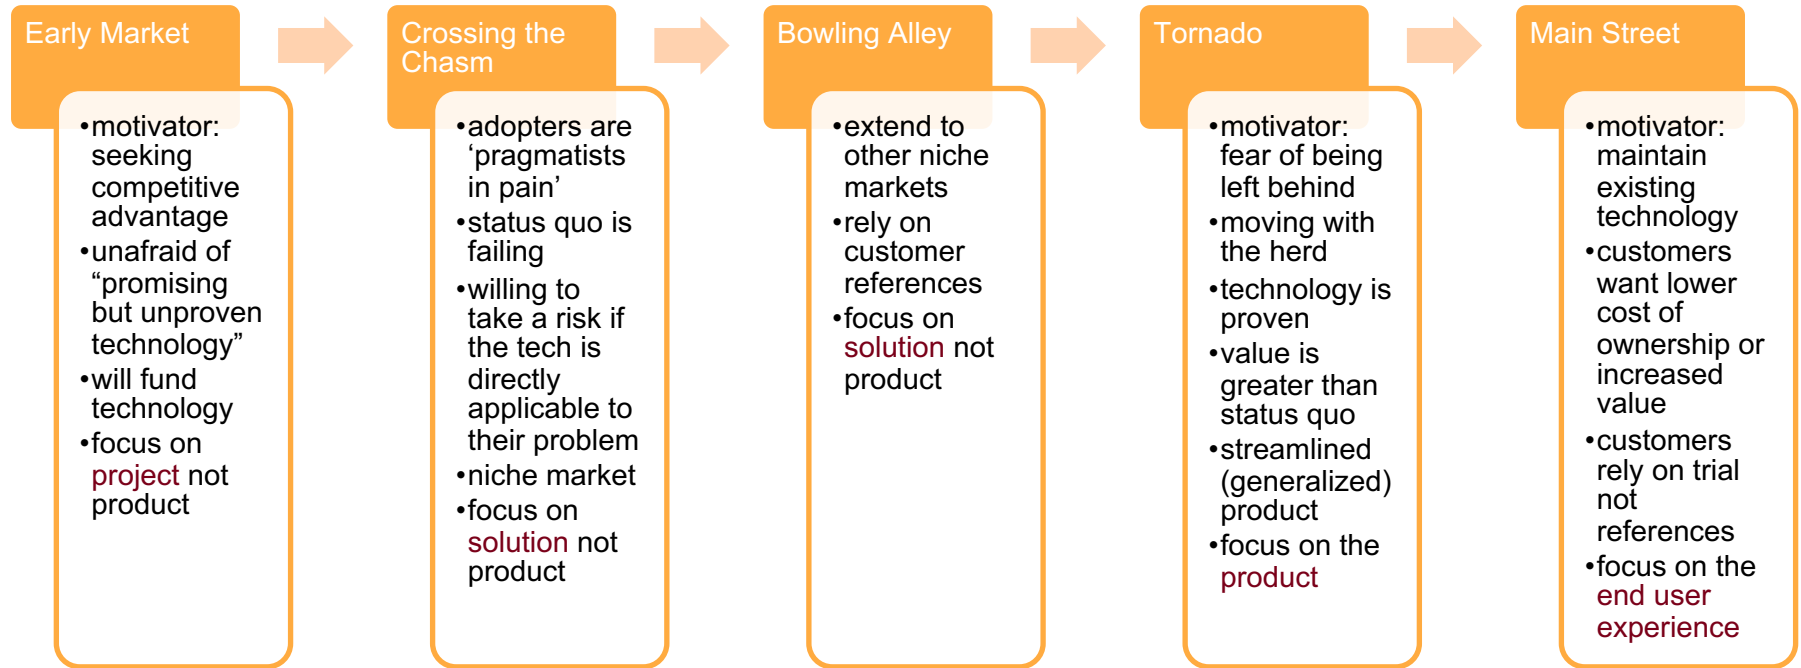 Early Market
•motivator:
seeking
competitive
advantage
•unafraid of
“promising
but unproven
technology”
•will fund
technology
•focus on
project not
product
Crossing the
Chasm
•adopters are
‘pragmatists
in pain’
•status quo is
failing
•willing to
take a risk if
the tech is
directly
applicable to
their problem
•niche market
•focus on
solution not
product
Bowling Alley
•extend to
other niche
markets
•rely on
customer
references
•focus on
solution not
product
Tornado
•motivator:
fear of being
left behind
•moving with
the herd
•technology is
proven
•value is
greater than
status quo
•streamlined
(generalized)
product
•focus on the
product
Main Street
•motivator:
maintain
existing
technology
•customers
want lower
cost of
ownership or
increased
value
•customers
rely on trial
not
references
•focus on the
end user
experience